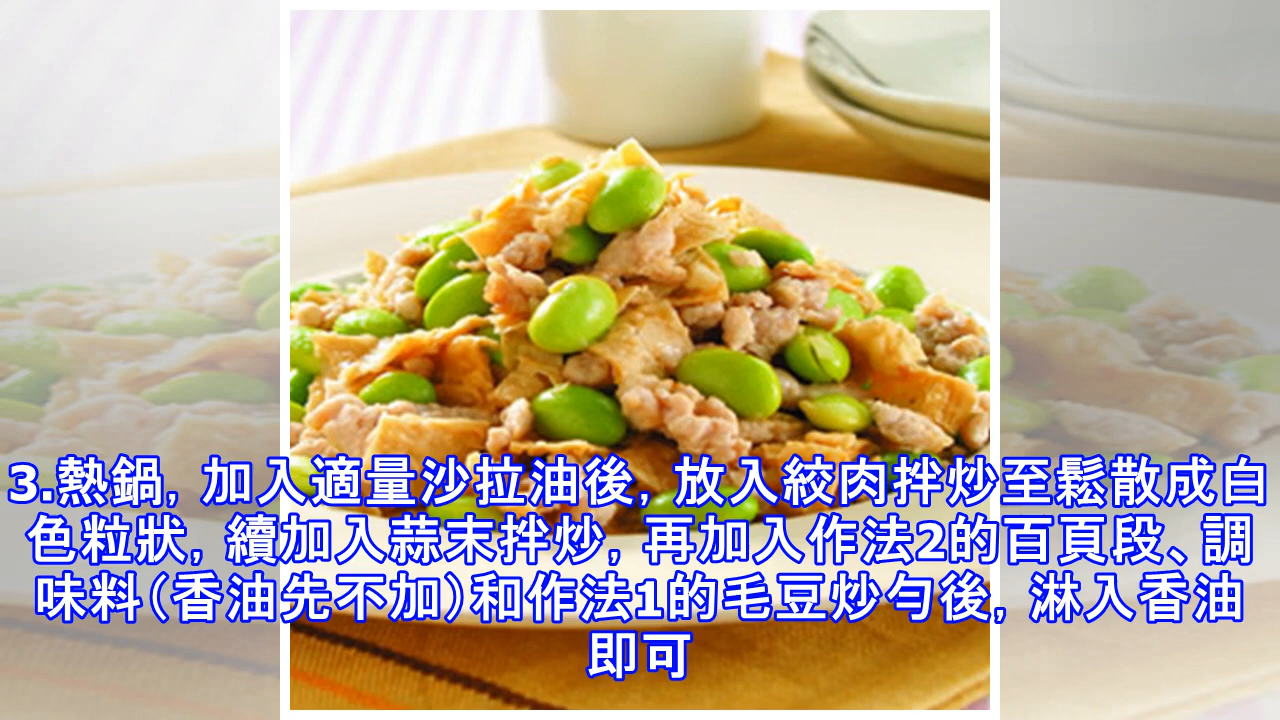 3.熱鍋, 加入適量沙拉油後, 放入絞肉拌炒至鬆散成白
色粒狀, 續加入蒜末拌炒, 再加入作法2的百頁段、調
味料(香油先不加)和作法1的毛豆炒勻後, 淋入香油
即可